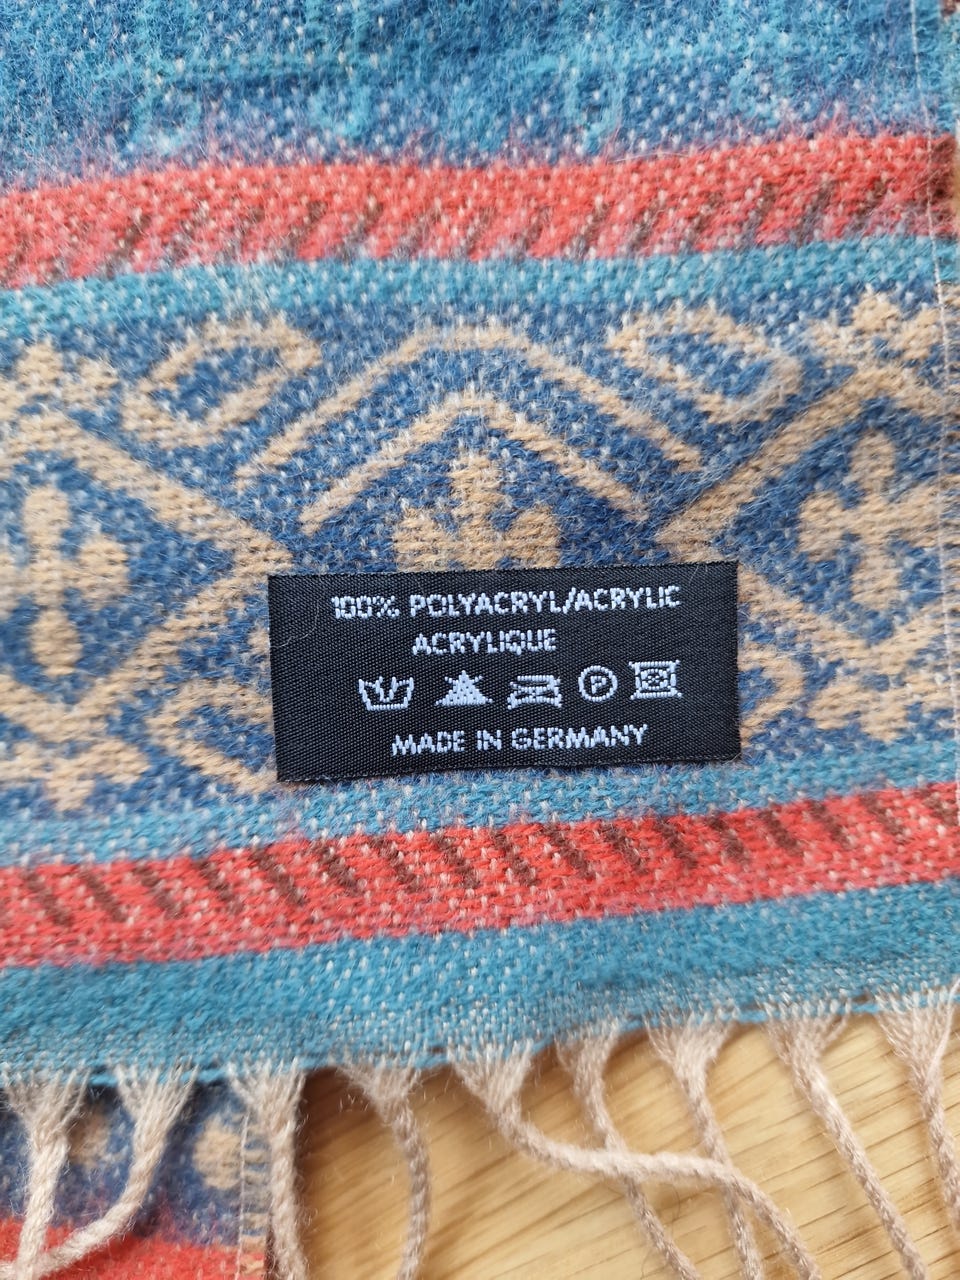 100% POLYACRYL/ACRYLIC
ACRYLIQUE
P
MADE IN GERMANY